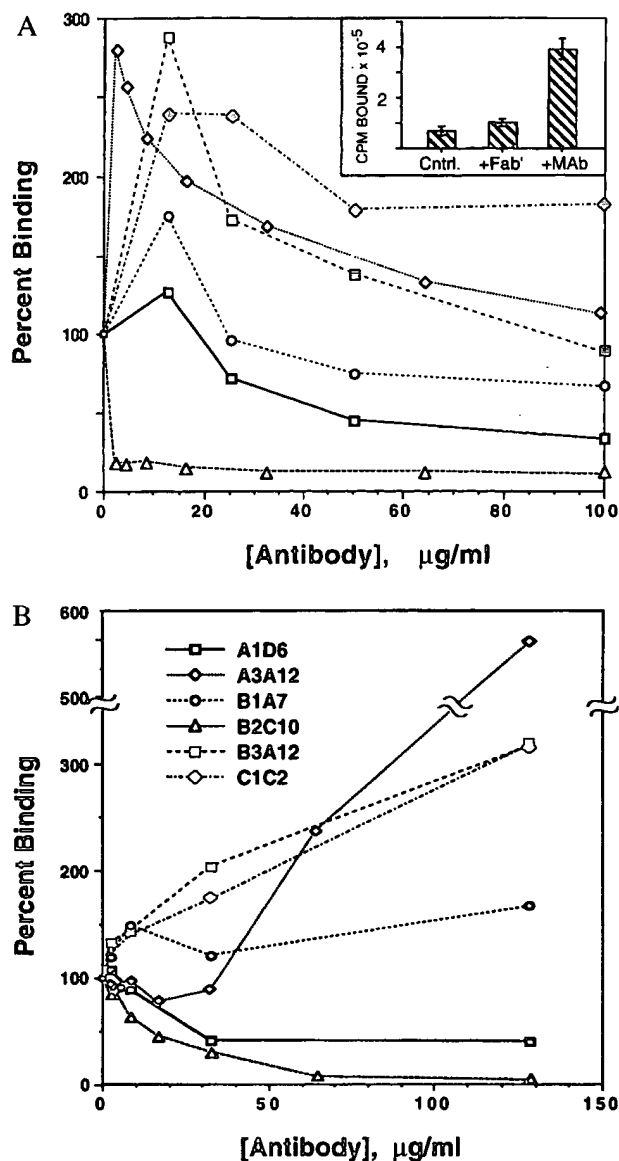 A
300
200
100
0
Percent Binding
0
20
40
60
80
100
[Antibody], μg/ml
CPM BOUND x 10⁻⁵
4
2
Cntrl.
+Fab'
+MAb
B
600
500
300
200
100
0
Percent Binding
A1D6
A3A12
B1A7
B2C10
B3A12
C1C2
0
50
100
150
[Antibody], μg/ml